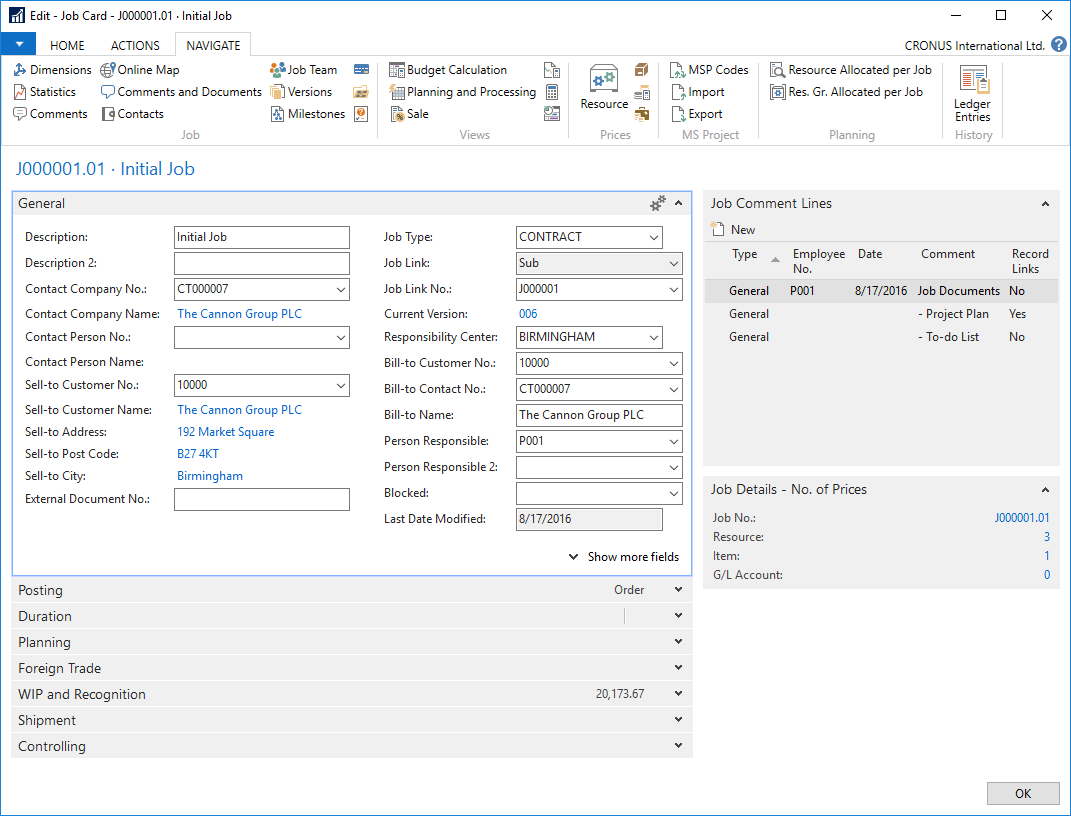 Edit - Job Card - J000001.01 · Initial Job
HOME ACTIONS NAVIGATE CRONUS International Ltd. ?
Dimensions Online Map Job Team Budget Calculation MSP Codes Resource Allocated per Job
Statistics Comments and Documents Versions Planning and Processing Import Res. Gr. Allocated per Job
Comments Contacts Milestones Sale Resource Export Ledger Entries
Job Views Prices MS Project Planning History
J000001.01 · Initial Job
General
Description: Initial Job
Description 2:
Contact Company No.: CT000007
Contact Company Name: The Cannon Group PLC
Contact Person No.:
Contact Person Name:
Sell-to Customer No.: 10000
Sell-to Customer Name: The Cannon Group PLC
Sell-to Address: 192 Market Square
Sell-to Post Code: B27 4KT
Sell-to City: Birmingham
External Document No.:
Job Type: CONTRACT
Job Link: Sub
Job Link No.: J000001
Current Version: 006
Responsibility Center: BIRMINGHAM
Bill-to Customer No.: 10000
Bill-to Contact No.: CT000007
Bill-to Name: The Cannon Group PLC
Person Responsible: P001
Person Responsible 2:
Blocked:
Last Date Modified: 8/17/2016
Show more fields
Posting Order
Duration
Planning
Foreign Trade
WIP and Recognition 20,173.67
Shipment
Controlling
Job Comment Lines
New
Type Employee No. Date Comment Record Links
General P001 8/17/2016 Job Documents No
General - Project Plan Yes
General - To-do List No
Job Details - No. of Prices
Job No.: J000001.01
Resource: 3
Item: 1
G/L Account: 0
OK